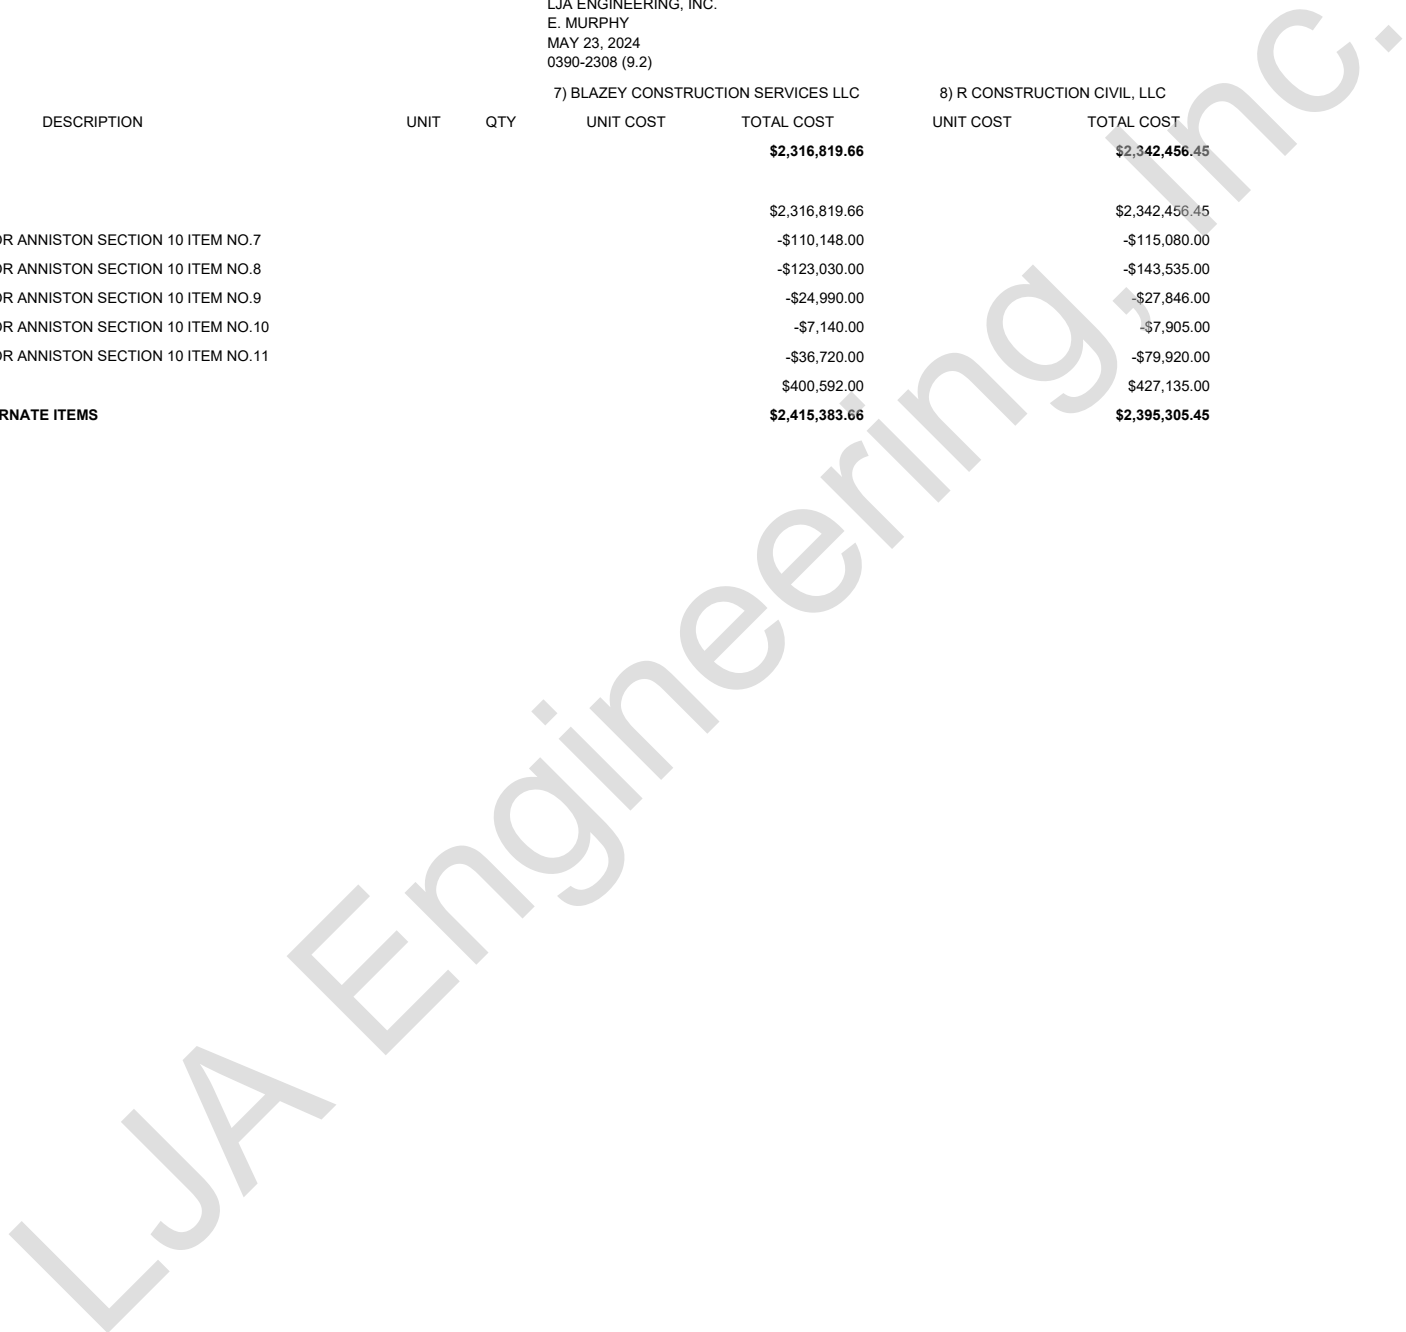 LJA ENGINEERING, INC.
E. MURPHY
MAY 23, 2024
0390-2308 (9.2)
7) BLAZEY CONSTRUCTION SERVICES LLC 8) R CONSTRUCTION CIVIL, LLC
DESCRIPTION UNIT QTY UNIT COST TOTAL COST UNIT COST TOTAL COST
$2,316,819.66 $2,342,456.45
$2,316,819.66 $2,342,456.45
OR ANNISTON SECTION 10 ITEM NO.7 -$110,148.00 -$115,080.00
OR ANNISTON SECTION 10 ITEM NO.8 -$123,030.00 -$143,535.00
OR ANNISTON SECTION 10 ITEM NO.9 -$24,990.00 -$27,846.00
OR ANNISTON SECTION 10 ITEM NO.10 -$7,140.00 -$7,905.00
OR ANNISTON SECTION 10 ITEM NO.11 -$36,720.00 -$79,920.00
$400,592.00 $427,135.00
RNATE ITEMS $2,415,383.66 $2,395,305.45
LJA Engineering, Inc.